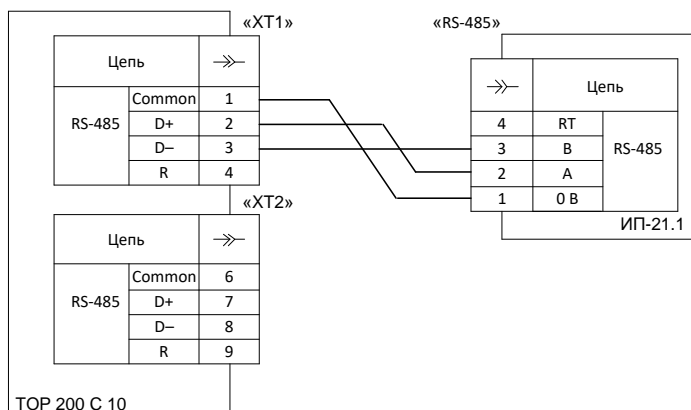 «XT1»
Цепь
RS-485
Common 1
D+ 2
D– 3
R 4
«XT2»
Цепь
RS-485
Common 6
D+ 7
D– 8
R 9
ТОР 200 С 10
«RS-485»
Цепь
4 RT
3 B
2 A
1 0 В
RS-485
ИП-21.1